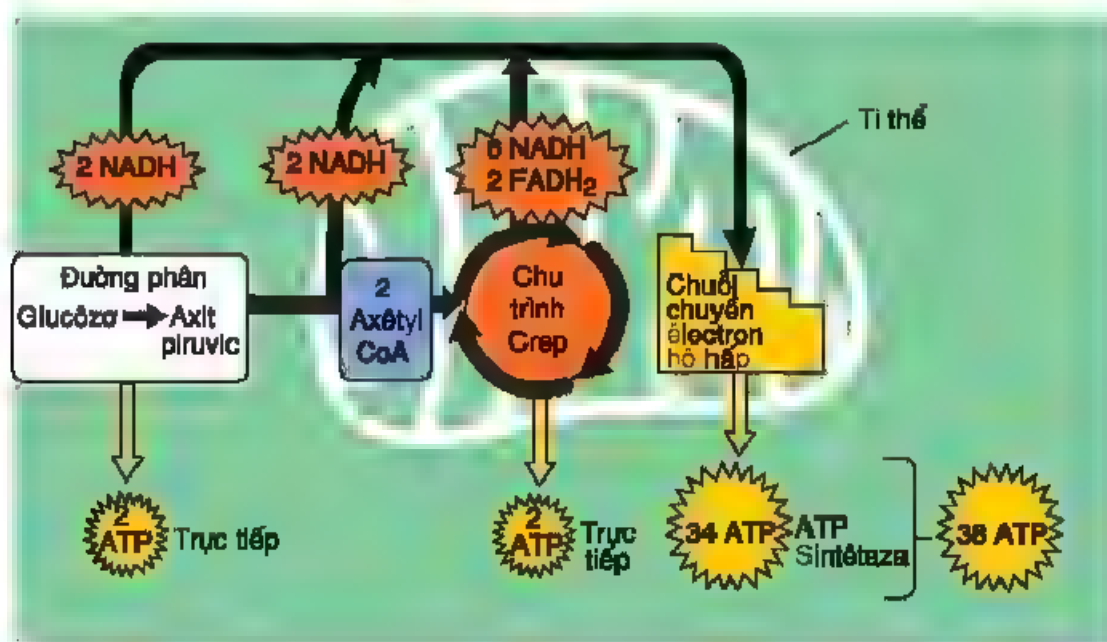 Ti thể
2 NADH
2 NADH
6 NADH
2 FADH₂
Đường phân
Glucôzơ → Axit
piruvic
2
Axêtyl
CoA
Chu
trình
Crep
Chuỗi
chuyển
êlectron
hô hấp
2
ATP
Trực tiếp
2
ATP
Trực
tiếp
34 ATP
ATP
Sintêtaza
38 ATP